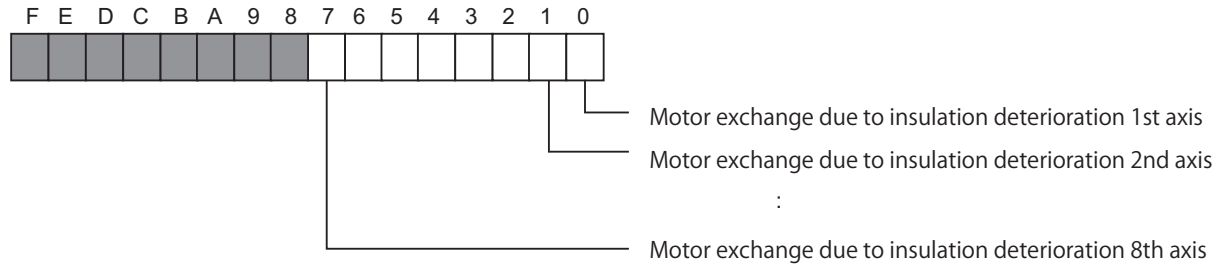 F E D C B A 9 8 7 6 5 4 3 2 1 0
Motor exchange due to insulation deterioration 1st axis
Motor exchange due to insulation deterioration 2nd axis
:
Motor exchange due to insulation deterioration 8th axis